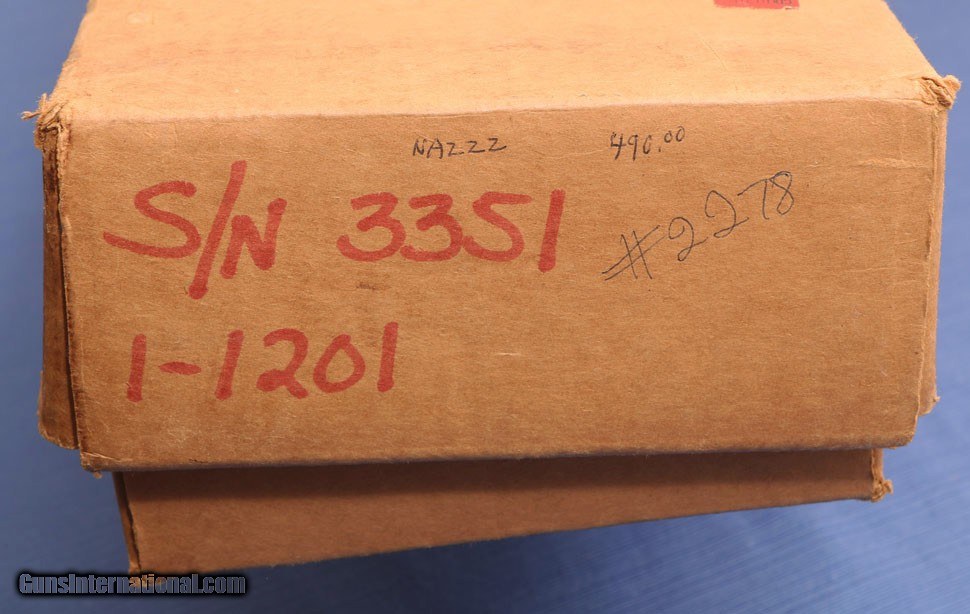 NAZZZ 490.00
S/N 3351 #2278
1-1201
GunsInternational.com